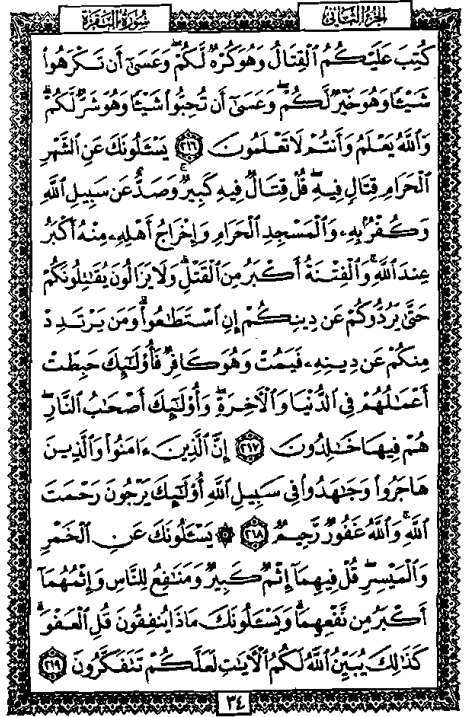 الجزء الثاني
سورة البقرة
كُتِبَ عَلَيْكُمُ ٱلْقِتَالُ وَهُوَ كُرْهٌ لَّكُمْ ۖ وَعَسَىٰٓ أَن تَكْرَهُوا۟
شَيْـًٔا وَهُوَ خَيْرٌ لَّكُمْ ۖ وَعَسَىٰٓ أَن تُحِبُّوا۟ شَيْـًٔا وَهُوَ شَرٌّ لَّكُمْ ۗ
وَٱللَّهُ يَعْلَمُ وَأَنتُمْ لَا تَعْلَمُونَ ٢١٦ يَسْـَٔلُونَكَ عَنِ ٱلشَّهْرِ
ٱلْحَرَامِ قِتَالٍ فِيهِ ۖ قُلْ قِتَالٌ فِيهِ كَبِيرٌ ۖ وَصَدٌّ عَن سَبِيلِ ٱللَّهِ
وَكُفْرٌۢ بِهِۦ وَٱلْمَسْجِدِ ٱلْحَرَامِ وَإِخْرَاجُ أَهْلِهِۦ مِنْهُ أَكْبَرُ
عِندَ ٱللَّهِ ۚ وَٱلْفِتْنَةُ أَكْبَرُ مِنَ ٱلْقَتْلِ ۗ وَلَا يَزَالُونَ يُقَـٰتِلُونَكُمْ
حَتَّىٰ يَرُدُّوكُمْ عَن دِينِكُمْ إِنِ ٱسْتَطَـٰعُوا۟ ۚ وَمَن يَرْتَدِدْ
مِنكُمْ عَن دِينِهِۦ فَيَمُتْ وَهُوَ كَافِرٌ فَأُو۟لَـٰٓئِكَ حَبِطَتْ
أَعْمَـٰلُهُمْ فِى ٱلدُّنْيَا وَٱلْـَٔاخِرَةِ ۖ وَأُو۟لَـٰٓئِكَ أَصْحَـٰبُ ٱلنَّارِ ۖ
هُمْ فِيهَا خَـٰلِدُونَ ٢١٧ إِنَّ ٱلَّذِينَ ءَامَنُوا۟ وَٱلَّذِينَ
هَاجَرُوا۟ وَجَـٰهَدُوا۟ فِى سَبِيلِ ٱللَّهِ أُو۟لَـٰٓئِكَ يَرْجُونَ رَحْمَتَ
ٱللَّهِ ۚ وَٱللَّهُ غَفُورٌ رَّحِيمٌ ٢١٨ ۞ يَسْـَٔلُونَكَ عَنِ ٱلْخَمْرِ
وَٱلْمَيْسِرِ ۖ قُلْ فِيهِمَآ إِثْمٌ كَبِيرٌ وَمَنَـٰفِعُ لِلنَّاسِ وَإِثْمُهُمَآ
أَكْبَرُ مِن نَّفْعِهِمَا ۗ وَيَسْـَٔلُونَكَ مَاذَا يُنفِقُونَ قُلِ ٱلْعَفْوَ ۗ
كَذَٰلِكَ يُبَيِّنُ ٱللَّهُ لَكُمُ ٱلْـَٔايَـٰتِ لَعَلَّكُمْ تَتَفَكَّرُونَ ٢١٩
٣٤